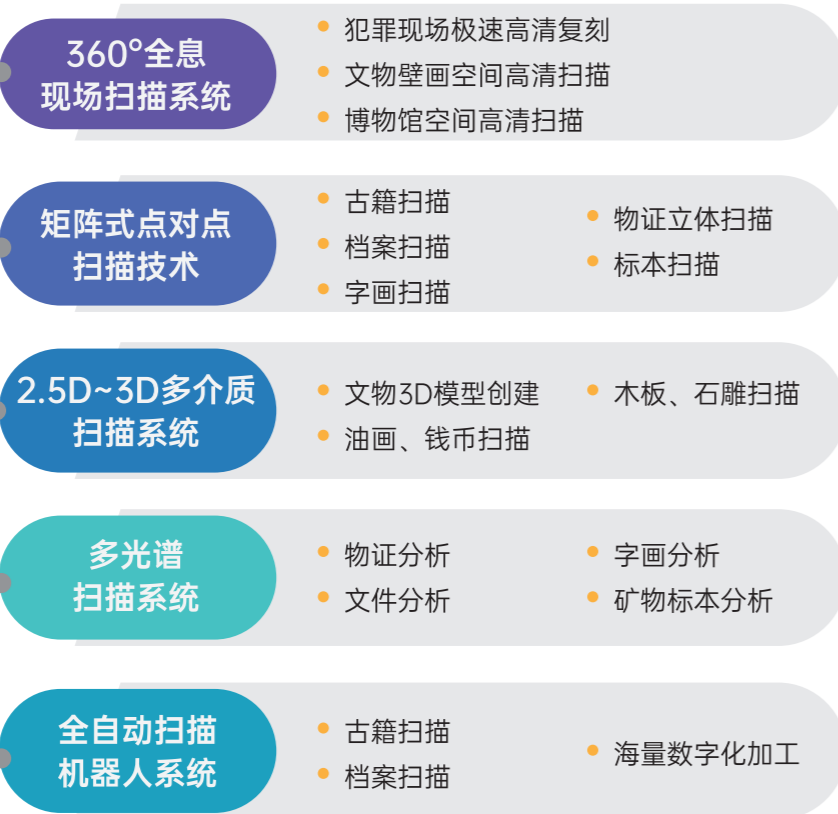 360°全息
现场扫描系统
犯罪现场极速高清复刻
文物壁画空间高清扫描
博物馆空间高清扫描
矩阵式点对点
扫描技术
古籍扫描
档案扫描
字画扫描
物证立体扫描
标本扫描
2.5D~3D多介质
扫描系统
文物3D模型创建
油画、钱币扫描
木板、石雕扫描
多光谱
扫描系统
物证分析
文件分析
字画分析
矿物标本分析
全自动扫描
机器人系统
古籍扫描
档案扫描
海量数字化加工